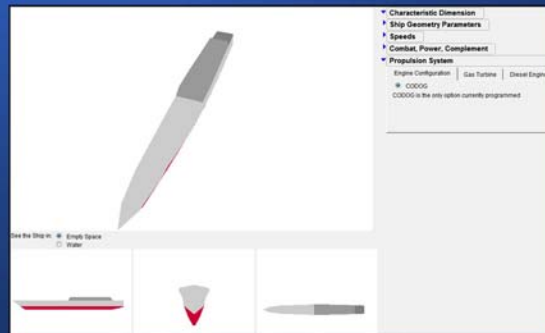 Characteristic Dimension
Ship Geometry Parameters
Speeds
Combat, Power, Complement
Propulsion System
Engine Configuration Gas Turbine Diesel Engine
CODOG
CODOG is the only option currently programmed.
See the Ship in: Empty Space
Water